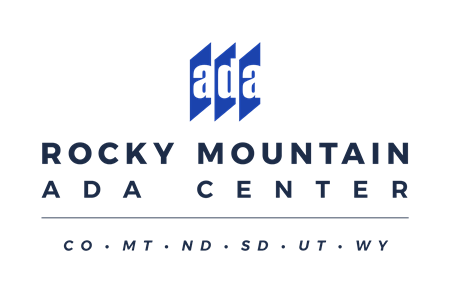 ada
ROCKY MOUNTAIN
ADA CENTER
CO · MT · ND · SD · UT · WY